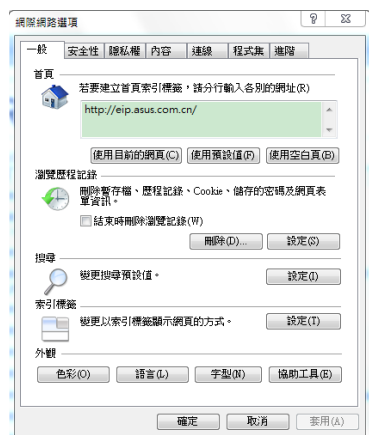 網際網路選項
一般 安全性 隱私權 內容 連線 程式集 進階
首頁
若要建立首頁索引標籤，請分行輸入各別的網址(R)
http://eip.asus.com.cn/
使用目前的網頁(C) 使用預設值(F) 使用空白頁(B)
瀏覽歷程記錄
刪除暫存檔、歷程記錄、Cookie、儲存的密碼及網頁表
單資訊。
結束時刪除瀏覽記錄(W)
刪除(D)... 設定(S)
搜尋
變更搜尋預設值。 設定(I)
索引標籤
變更以索引標籤顯示網頁的方式。 設定(T)
外觀
色彩(O) 語言(L) 字型(N) 協助工具(E)
確定 取消 套用(A)